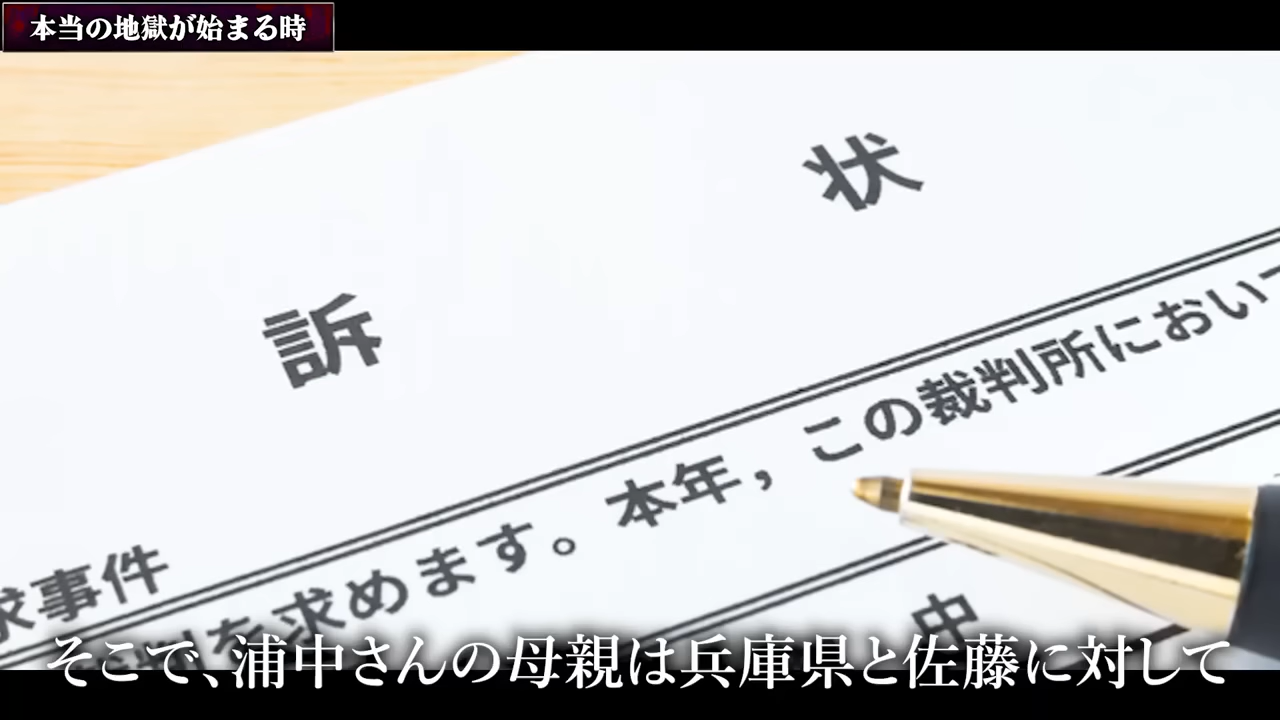 本当の地獄が始まる時
訴状
求事件
を求めます。本年，この裁判所において
中
そこで、浦中さんの母親は兵庫県と佐藤に対して